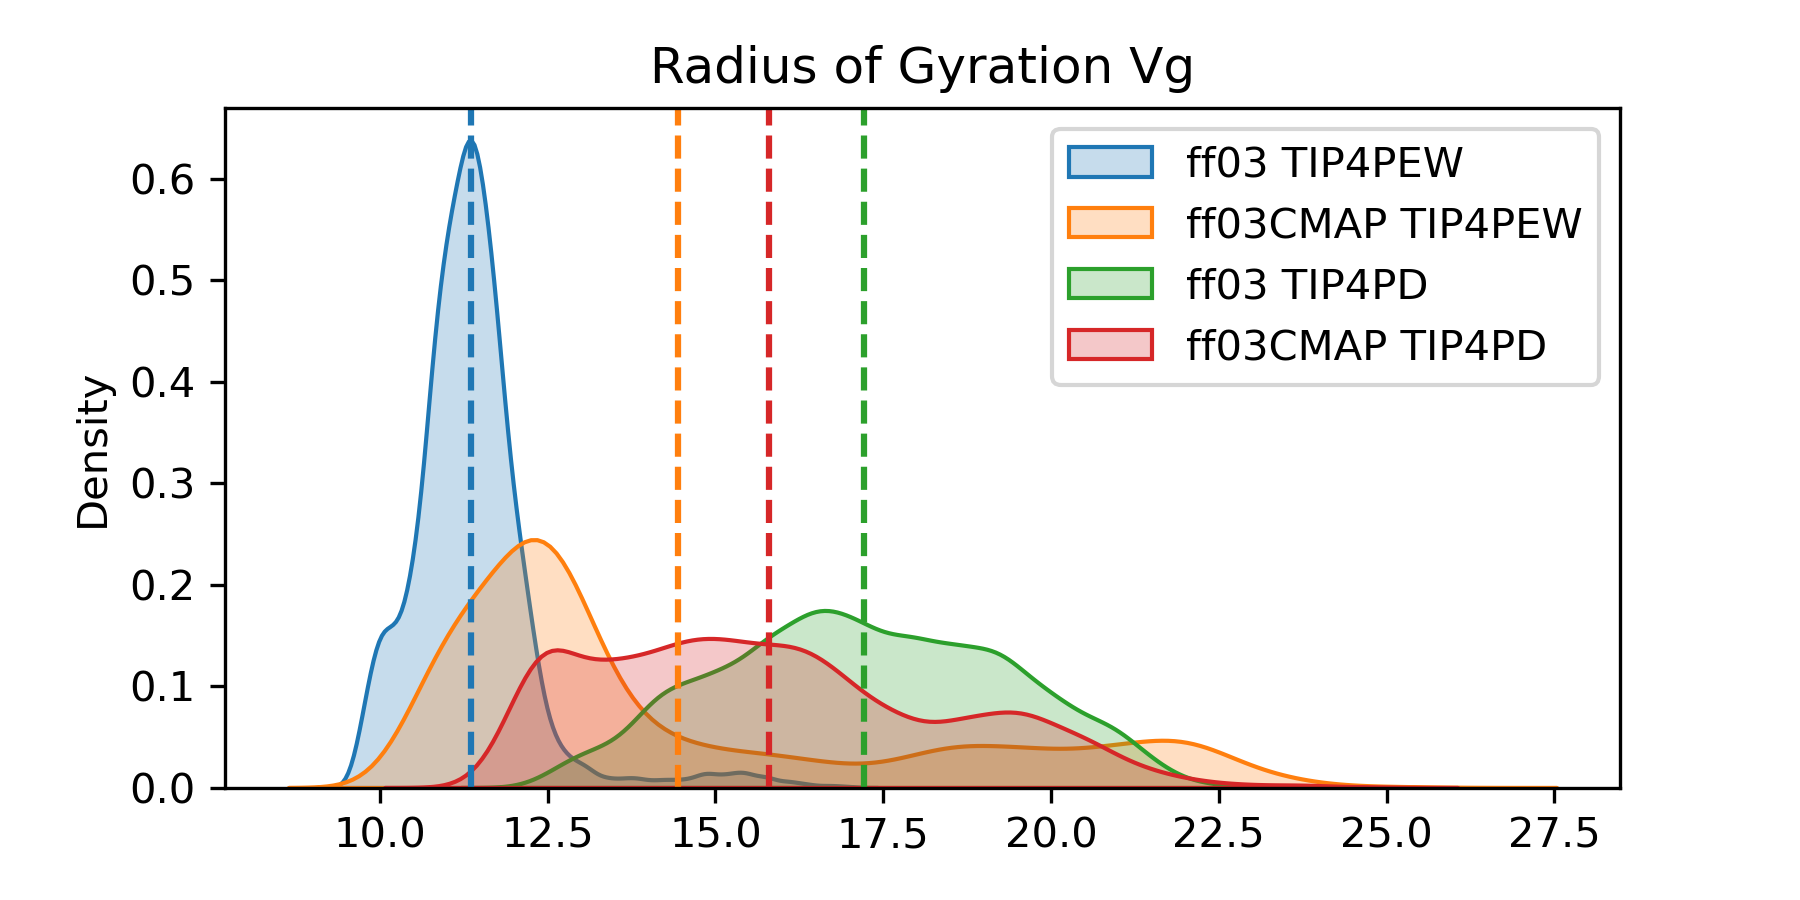 Radius of Gyration Vg
Density
0.6
0.5
0.4
0.3
0.2
0.1
0.0
10.0 12.5 15.0 17.5 20.0 22.5 25.0 27.5
ff03 TIP4PEW
ff03CMAP TIP4PEW
ff03 TIP4PD
ff03CMAP TIP4PD